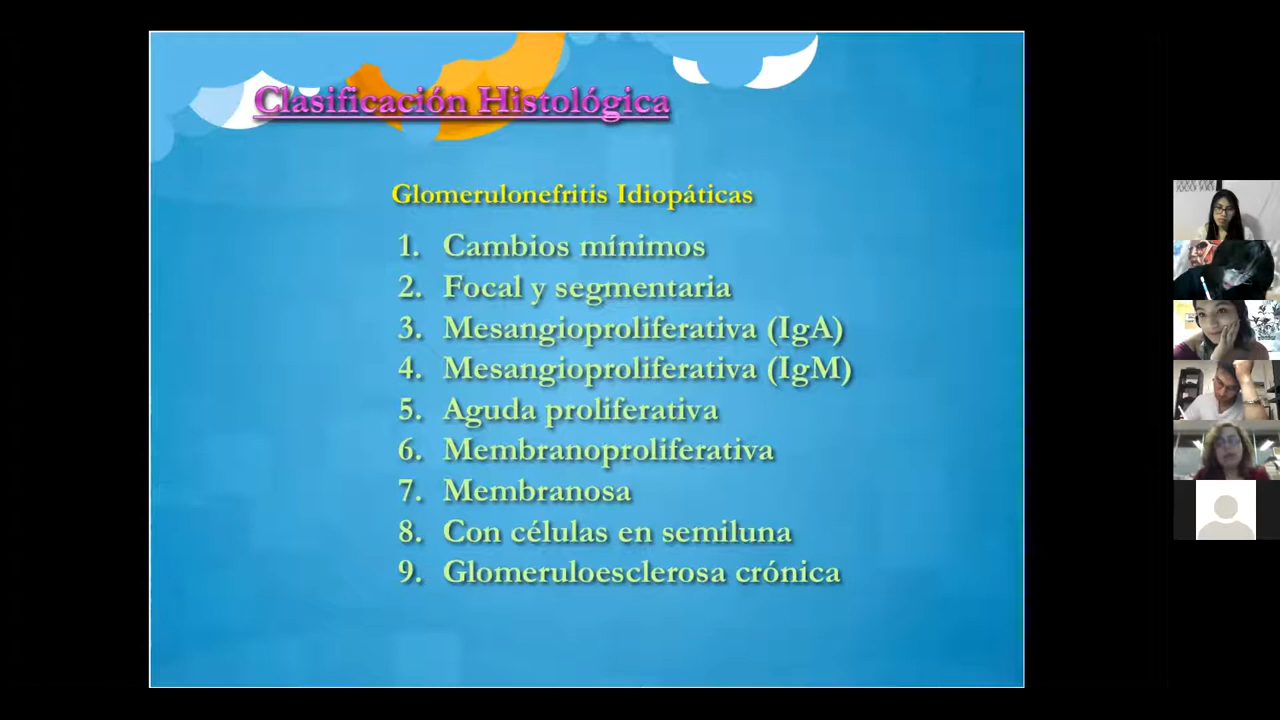 Clasificación Histológica
Glomerulonefritis Idiopáticas
1. Cambios mínimos
2. Focal y segmentaria
3. Mesangioproliferativa (IgA)
4. Mesangioproliferativa (IgM)
5. Aguda proliferativa
6. Membranoproliferativa
7. Membranosa
8. Con células en semiluna
9. Glomeruloesclerosa crónica